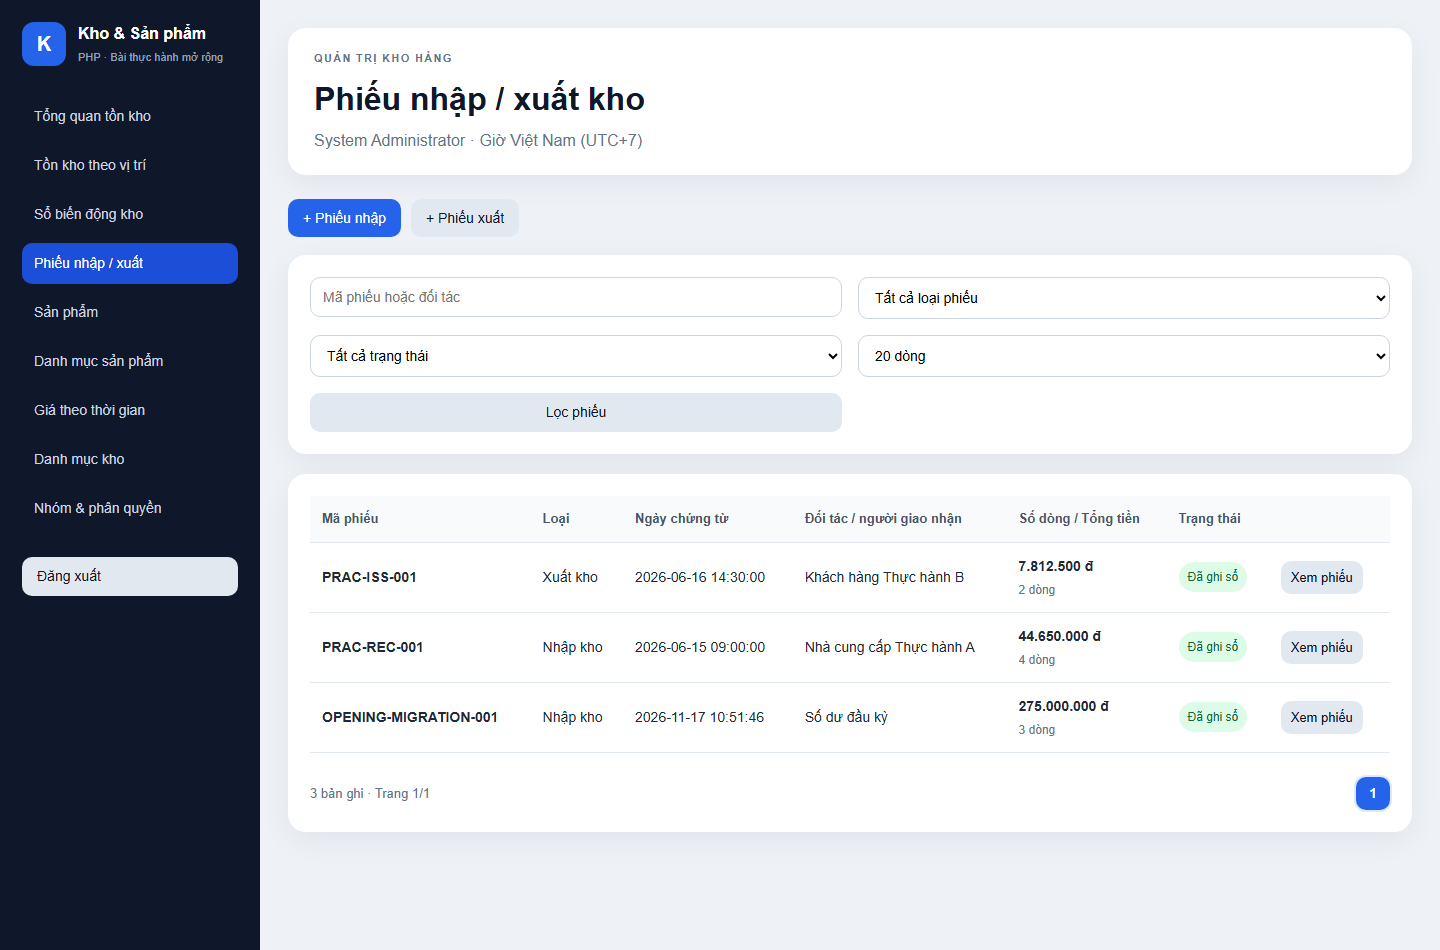 K
Kho & Sản phẩm
PHP · Bài thực hành mở rộng
Tổng quan tồn kho
Tồn kho theo vị trí
Sổ biến động kho
Phiếu nhập / xuất
Sản phẩm
Danh mục sản phẩm
Giá theo thời gian
Danh mục kho
Nhóm & phân quyền
Đăng xuất
QUẢN TRỊ KHO HÀNG
Phiếu nhập / xuất kho
System Administrator · Giờ Việt Nam (UTC+7)
+ Phiếu nhập
+ Phiếu xuất
Mã phiếu hoặc đối tác
Tất cả loại phiếu
Tất cả trạng thái
20 dòng
Lọc phiếu
Mã phiếu Loại Ngày chứng từ Đối tác / người giao nhận Số dòng / Tổng tiền Trạng thái
PRAC-ISS-001 Xuất kho 2026-06-16 14:30:00 Khách hàng Thực hành B 7.812.500 đ Đã ghi sổ Xem phiếu
2 dòng
PRAC-REC-001 Nhập kho 2026-06-15 09:00:00 Nhà cung cấp Thực hành A 44.650.000 đ Đã ghi sổ Xem phiếu
4 dòng
OPENING-MIGRATION-001 Nhập kho 2026-11-17 10:51:46 Số dư đầu kỳ 275.000.000 đ Đã ghi sổ Xem phiếu
3 dòng
3 bản ghi · Trang 1/1
1